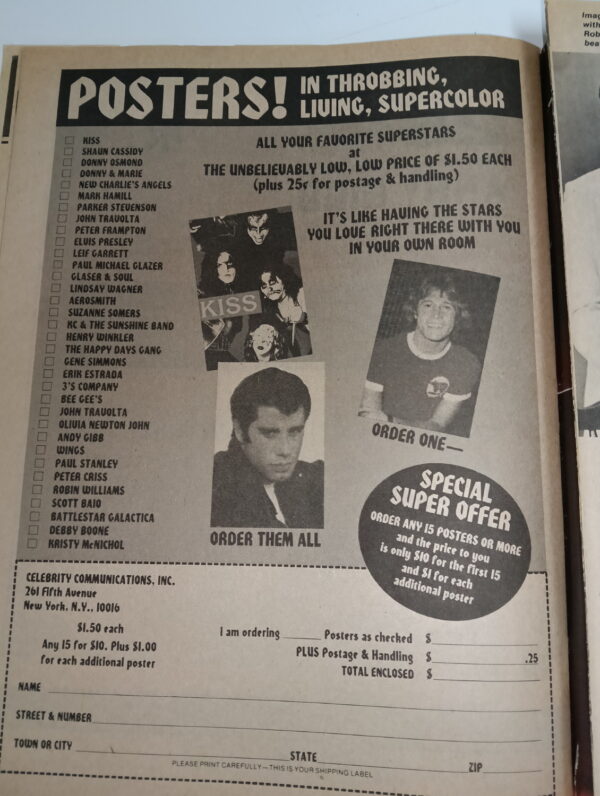 POSTERS! IN THROBBING,
LIVING, SUPERCOLOR
KISS
SHAUN CASSIDY
DONNY OSMOND
DONNY & MARIE
NEW CHARLIE'S ANGELS
MARK HAMILL
PARKER STEVENSON
JOHN TRAVOLTA
PETER FRAMPTON
ELVIS PRESLEY
LEIF GARRETT
PAUL MICHAEL GLAZER
GLASER & SOUL
LINDSAY WAGNER
AEROSMITH
SUZANNE SOMERS
KC & THE SUNSHINE BAND
HENRY WINKLER
THE HAPPY DAYS GANG
GENE SIMMONS
ERIK ESTRADA
3'S COMPANY
BEE GEE'S
JOHN TRAVOLTA
OLIVIA NEWTON JOHN
ANDY GIBB
WINGS
PAUL STANLEY
PETER CRISS
ROBIN WILLIAMS
SCOTT BAIO
BATTLESTAR GALACTICA
DEBBY BOONE
KRISTY McNICHOL
ALL YOUR FAVORITE SUPERSTARS
at
THE UNBELIEVABLY LOW, LOW PRICE OF $1.50 EACH
(plus 25¢ for postage & handling)
IT'S LIKE HAVING THE STARS
YOU LOVE RIGHT THERE WITH YOU
IN YOUR OWN ROOM
KISS
ORDER ONE—
ORDER THEM ALL
SPECIAL
SUPER OFFER
ORDER ANY 15 POSTERS OR MORE
and the price to you
is only $10 for the first 15
and $1 for each
additional poster
CELEBRITY COMMUNICATIONS, INC.
261 Fifth Avenue
New York, N.Y., 10016
$1.50 each
Any 15 for $10. Plus $1.00
for each additional poster
I am ordering ______ Posters as checked $
PLUS Postage & Handling $ .25
TOTAL ENCLOSED $
NAME
STREET & NUMBER
TOWN OR CITY STATE ZIP
PLEASE PRINT CAREFULLY—THIS IS YOUR SHIPPING LABEL
with